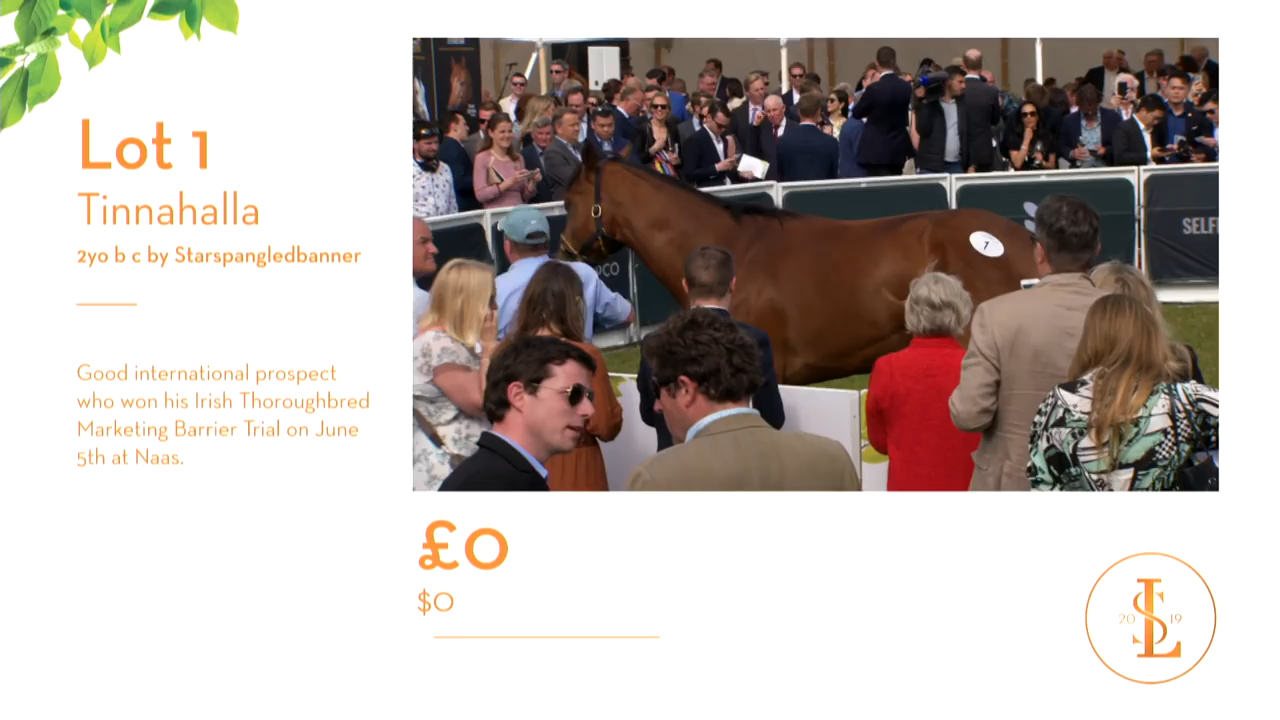 Lot 1
Tinnahalla
2yo b c by Starspangledbanner
Good international prospect
who won his Irish Thoroughbred
Marketing Barrier Trial on June
5th at Naas.
1
SELF
£0
$0
20 SL 19